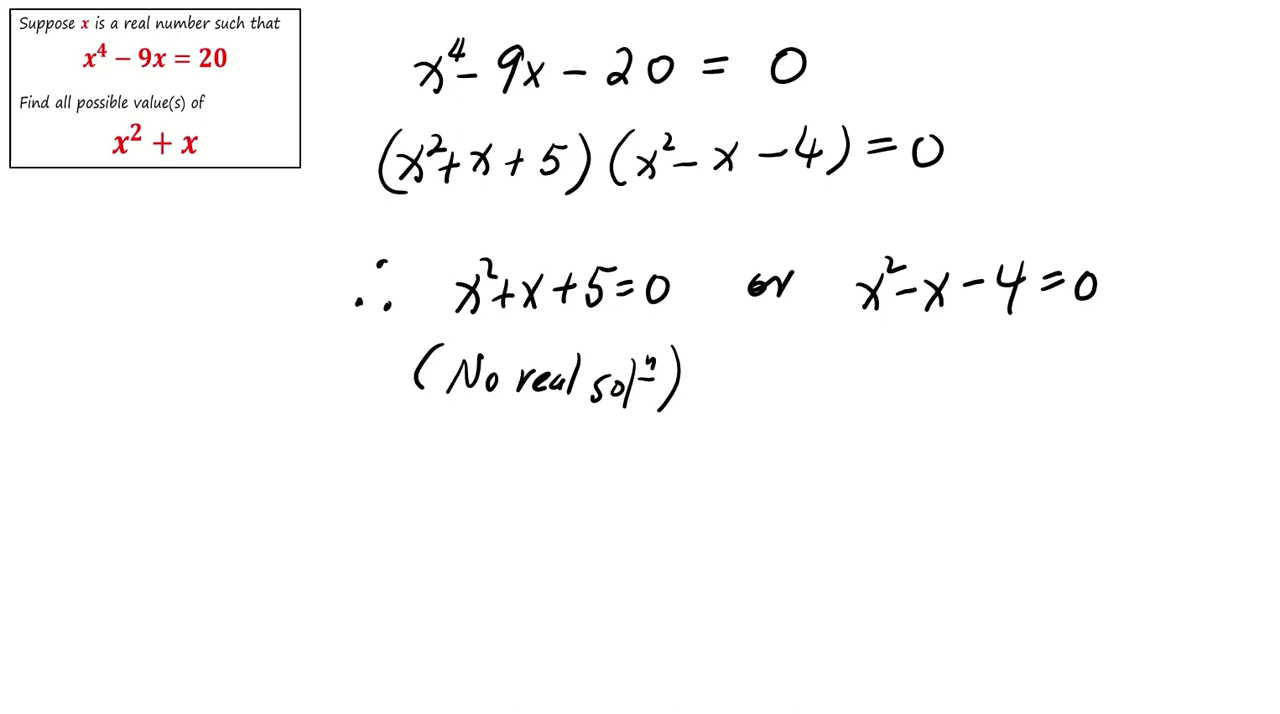 Suppose x is a real number such that
x⁴ − 9x = 20
Find all possible value(s) of
x² + x
x⁴ - 9x - 20 = 0
(x² + x + 5)(x² - x - 4) = 0
∴ x² + x + 5 = 0 or x² - x - 4 = 0
(No real solⁿ)